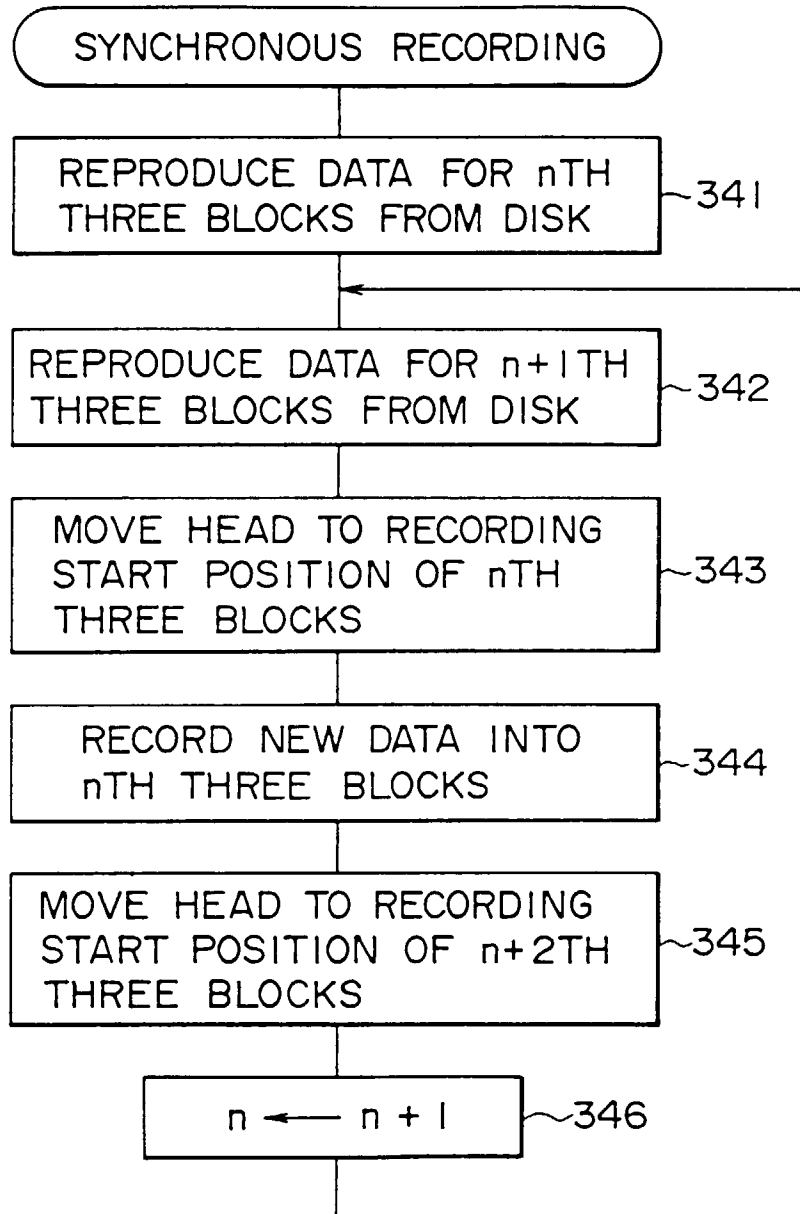 SYNCHRONOUS RECORDING
REPRODUCE DATA FOR nTH
THREE BLOCKS FROM DISK
341
REPRODUCE DATA FOR n+1TH
THREE BLOCKS FROM DISK
342
MOVE HEAD TO RECORDING
START POSITION OF nTH
THREE BLOCKS
343
RECORD NEW DATA INTO
nTH THREE BLOCKS
344
MOVE HEAD TO RECORDING
START POSITION OF n+2TH
THREE BLOCKS
345
n ← n + 1
346